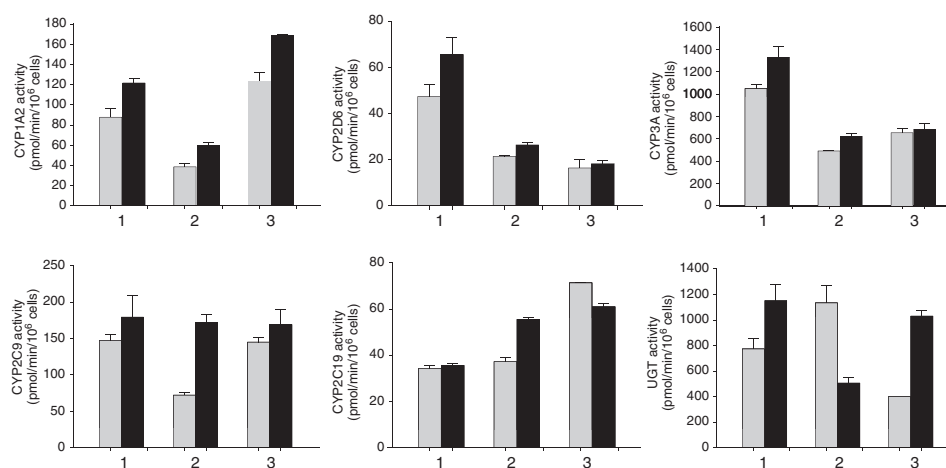 CYP1A2 activity
(pmol/min/10⁶ cells)
180
160
140
120
100
80
60
40
20
0
1 2 3
CYP2D6 activity
(pmol/min/10⁶ cells)
80
60
40
20
0
1 2 3
CYP3A activity
(pmol/min/10⁶ cells)
1600
1400
1200
1000
800
600
400
200
0
1 2 3
CYP2C9 activity
(pmol/min/10⁶ cells)
250
200
150
100
50
0
1 2 3
CYP2C19 activity
(pmol/min/10⁶ cells)
80
60
40
20
0
1 2 3
UGT activity
(pmol/min/10⁶ cells)
1400
1200
1000
800
600
400
200
0
1 2 3